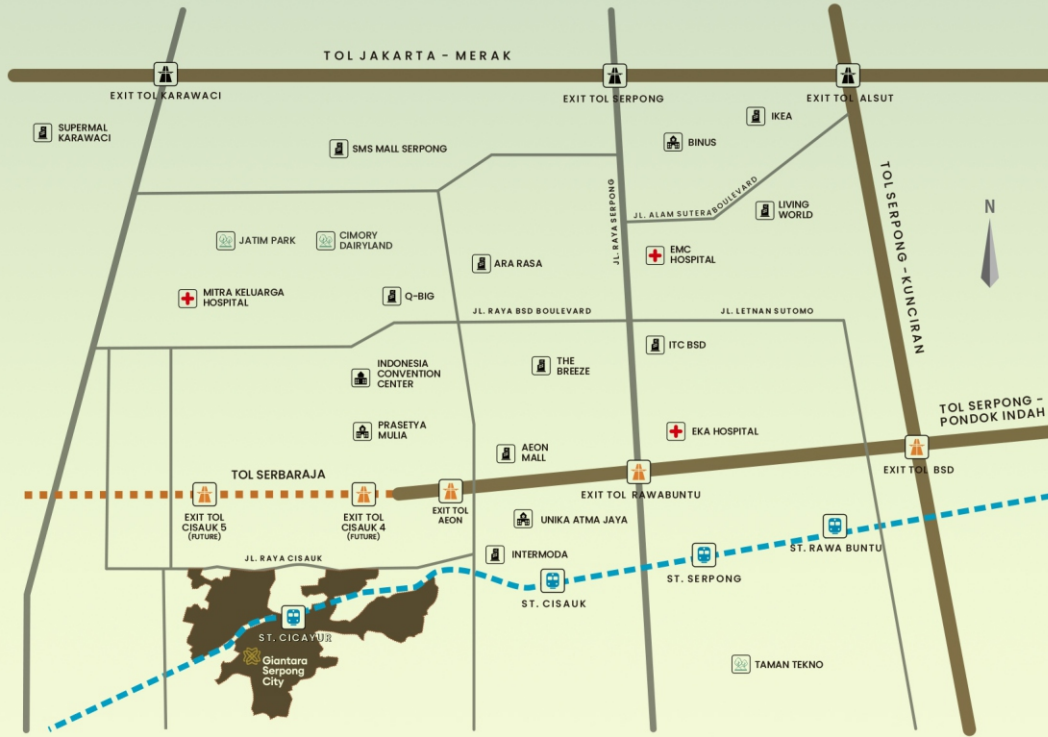 TOL JAKARTA - MERAK
EXIT TOL KARAWACI
EXIT TOL SERPONG
EXIT TOL ALSUT
SUPERMAL
KARAWACI
SMS MALL SERPONG
IKEA
BINUS
TOL SERPONG - KUNCIRAN
JL. RAYA SERPONG
JL. ALAM SUTERA BOULEVARD
LIVING
WORLD
N
JATIM PARK
CIMORY
DAIRYLAND
ARA RASA
EMC
HOSPITAL
MITRA KELUARGA
HOSPITAL
Q-BIG
JL. RAYA BSD BOULEVARD
JL. LETNAN SUTOMO
ITC BSD
INDONESIA
CONVENTION
CENTER
THE
BREEZE
PRASETYA
MULIA
EKA HOSPITAL
TOL SERPONG -
PONDOK INDAH
AEON
MALL
TOL SERBARAJA
EXIT TOL BSD
EXIT TOL RAWABUNTU
EXIT TOL
CISAUK 5
(FUTURE)
EXIT TOL
CISAUK 4
(FUTURE)
EXIT TOL
AEON
UNIKA ATMA JAYA
JL. RAYA CISAUK
INTERMODA
ST. RAWA BUNTU
ST. SERPONG
ST. CISAUK
ST. CICAYUR
Giantara
Serpong
City
TAMAN TEKNO